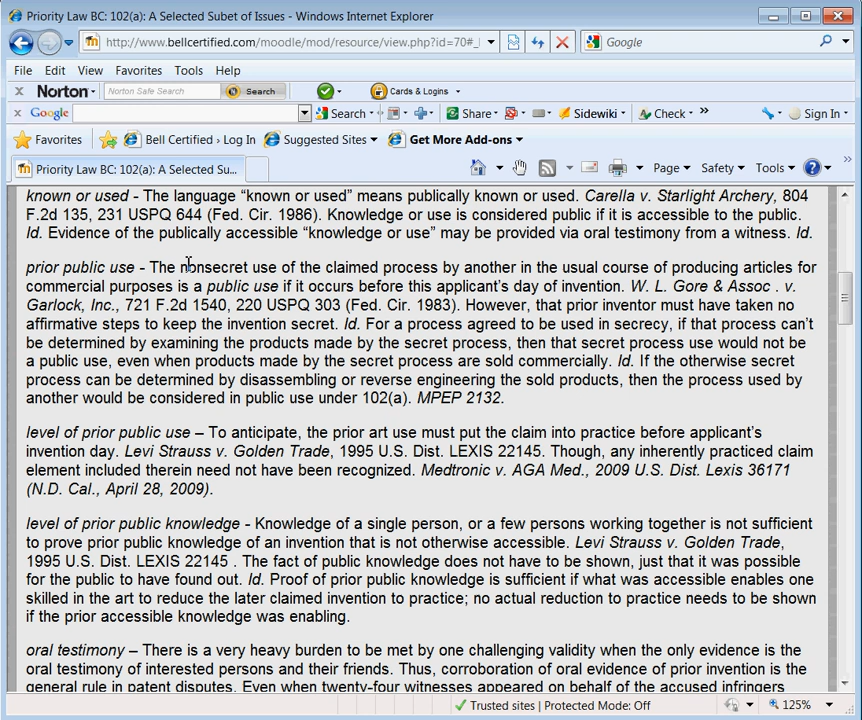 Priority Law BC: 102(a): A Selected Subet of Issues - Windows Internet Explorer
http://www.bellcertified.com/moodle/mod/resource/view.php?id=70#_l
Google
File Edit View Favorites Tools Help
x Norton Norton Safe Search Search Cards & Logins
x Google Search Share Sidewiki Check Sign In
Favorites Bell Certified › Log In Suggested Sites Get More Add-ons
Priority Law BC: 102(a): A Selected Su... Page Safety Tools
known or used - The language “known or used” means publically known or used. Carella v. Starlight Archery, 804
F.2d 135, 231 USPQ 644 (Fed. Cir. 1986). Knowledge or use is considered public if it is accessible to the public.
Id. Evidence of the publically accessible “knowledge or use” may be provided via oral testimony from a witness. Id.
prior public use - The nonsecret use of the claimed process by another in the usual course of producing articles for
commercial purposes is a public use if it occurs before this applicant’s day of invention. W. L. Gore & Assoc . v.
Garlock, Inc., 721 F.2d 1540, 220 USPQ 303 (Fed. Cir. 1983). However, that prior inventor must have taken no
affirmative steps to keep the invention secret. Id. For a process agreed to be used in secrecy, if that process can’t
be determined by examining the products made by the secret process, then that secret process use would not be
a public use, even when products made by the secret process are sold commercially. Id. If the otherwise secret
process can be determined by disassembling or reverse engineering the sold products, then the process used by
another would be considered in public use under 102(a). MPEP 2132.
level of prior public use – To anticipate, the prior art use must put the claim into practice before applicant’s
invention day. Levi Strauss v. Golden Trade, 1995 U.S. Dist. LEXIS 22145. Though, any inherently practiced claim
element included therein need not have been recognized. Medtronic v. AGA Med., 2009 U.S. Dist. Lexis 36171
(N.D. Cal., April 28, 2009).
level of prior public knowledge - Knowledge of a single person, or a few persons working together is not sufficient
to prove prior public knowledge of an invention that is not otherwise accessible. Levi Strauss v. Golden Trade,
1995 U.S. Dist. LEXIS 22145 . The fact of public knowledge does not have to be shown, just that it was possible
for the public to have found out. Id. Proof of prior public knowledge is sufficient if what was accessible enables one
skilled in the art to reduce the later claimed invention to practice; no actual reduction to practice needs to be shown
if the prior accessible knowledge was enabling.
oral testimony – There is a very heavy burden to be met by one challenging validity when the only evidence is the
oral testimony of interested persons and their friends. Thus, corroboration of oral evidence of prior invention is the
general rule in patent disputes. Even when twenty-four witnesses appeared on behalf of the accused infringers
Trusted sites | Protected Mode: Off 125%